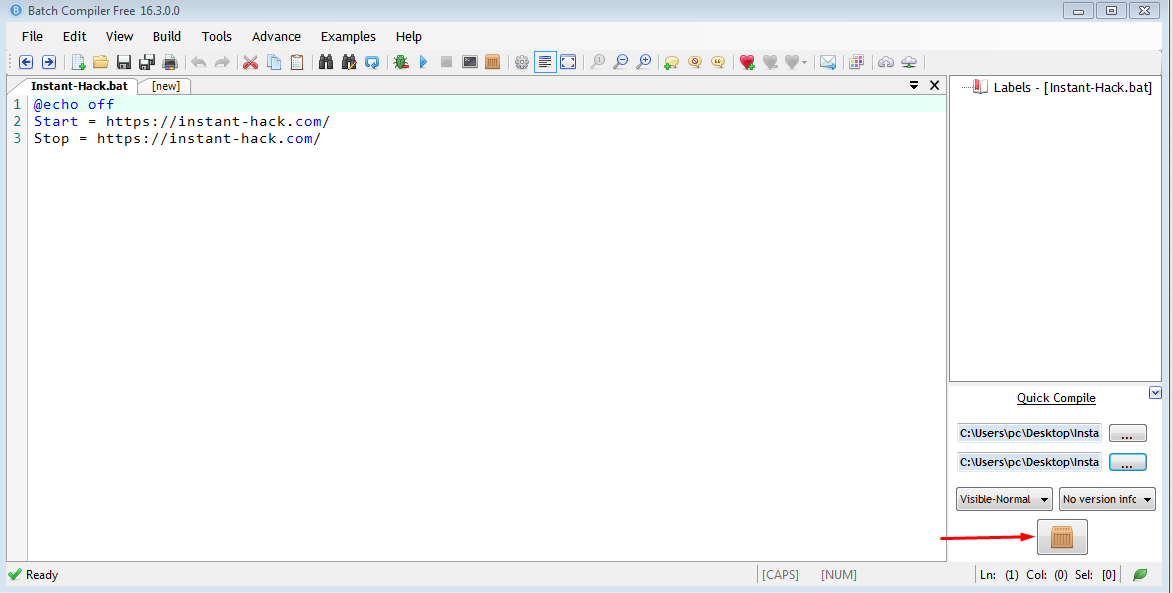 Batch Compiler Free 16.3.0.0
File Edit View Build Tools Advance Examples Help
Instant-Hack.bat [new]
1 @echo off
2 Start = https://instant-hack.com/
3 Stop = https://instant-hack.com/
Labels - [Instant-Hack.bat]
Quick Compile
C:\Users\pc\Desktop\Insta ...
C:\Users\pc\Desktop\Insta ...
Visible-Normal No version infc
Ready [CAPS] [NUM] Ln: (1) Col: (0) Sel: [0]